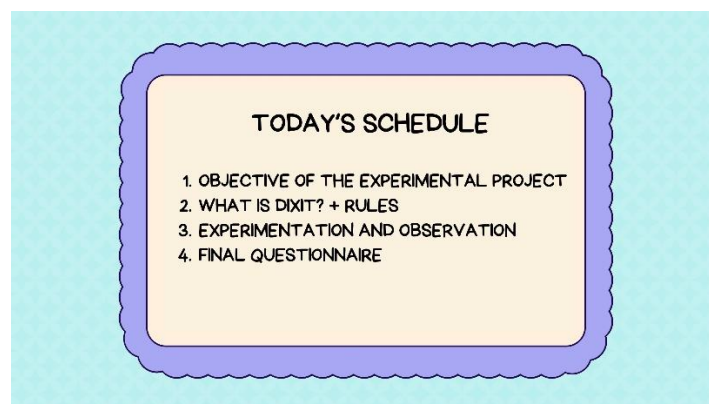 TODAY'S SCHEDULE
1. OBJECTIVE OF THE EXPERIMENTAL PROJECT
2. WHAT IS DIXIT? + RULES
3. EXPERIMENTATION AND OBSERVATION
4. FINAL QUESTIONNAIRE